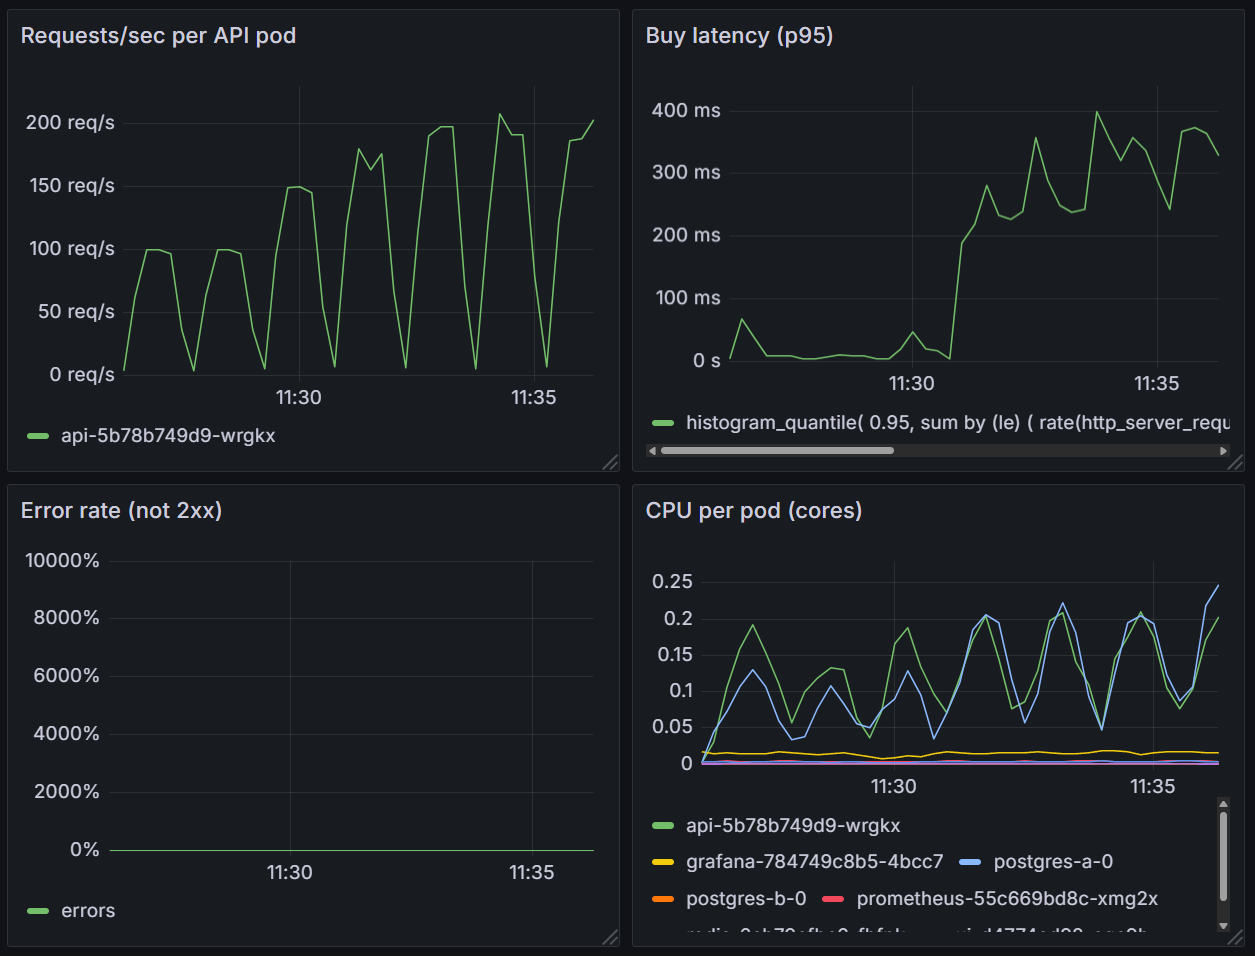 Requests/sec per API pod
200 req/s
150 req/s
100 req/s
50 req/s
0 req/s
11:30 11:35
api-5b78b749d9-wrgkx
Buy latency (p95)
400 ms
300 ms
200 ms
100 ms
0 s
11:30 11:35
histogram_quantile( 0.95, sum by (le) ( rate(http_server_requ
Error rate (not 2xx)
10000%
8000%
6000%
4000%
2000%
0%
11:30 11:35
errors
CPU per pod (cores)
0.25
0.2
0.15
0.1
0.05
0
11:30 11:35
api-5b78b749d9-wrgkx
grafana-784749c8b5-4bcc7 postgres-a-0
postgres-b-0 prometheus-55c669bd8c-xmg2x